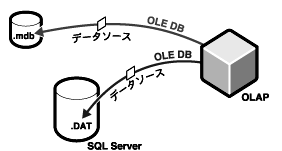 OLE DB
.mdb
データソース
OLE DB
データソース
OLAP
.DAT
SQL Server